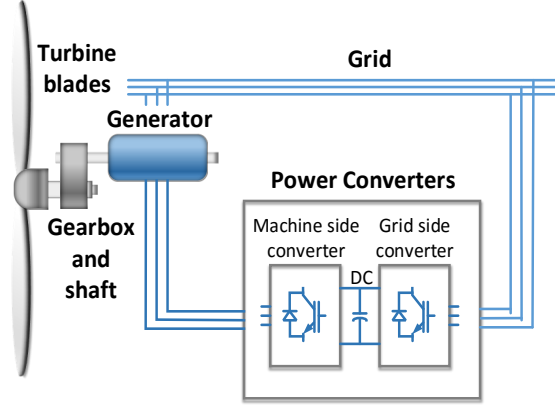 Turbine
blades
Grid
Generator
Gearbox
and
shaft
Power Converters
Machine side
converter
Grid side
converter
DC